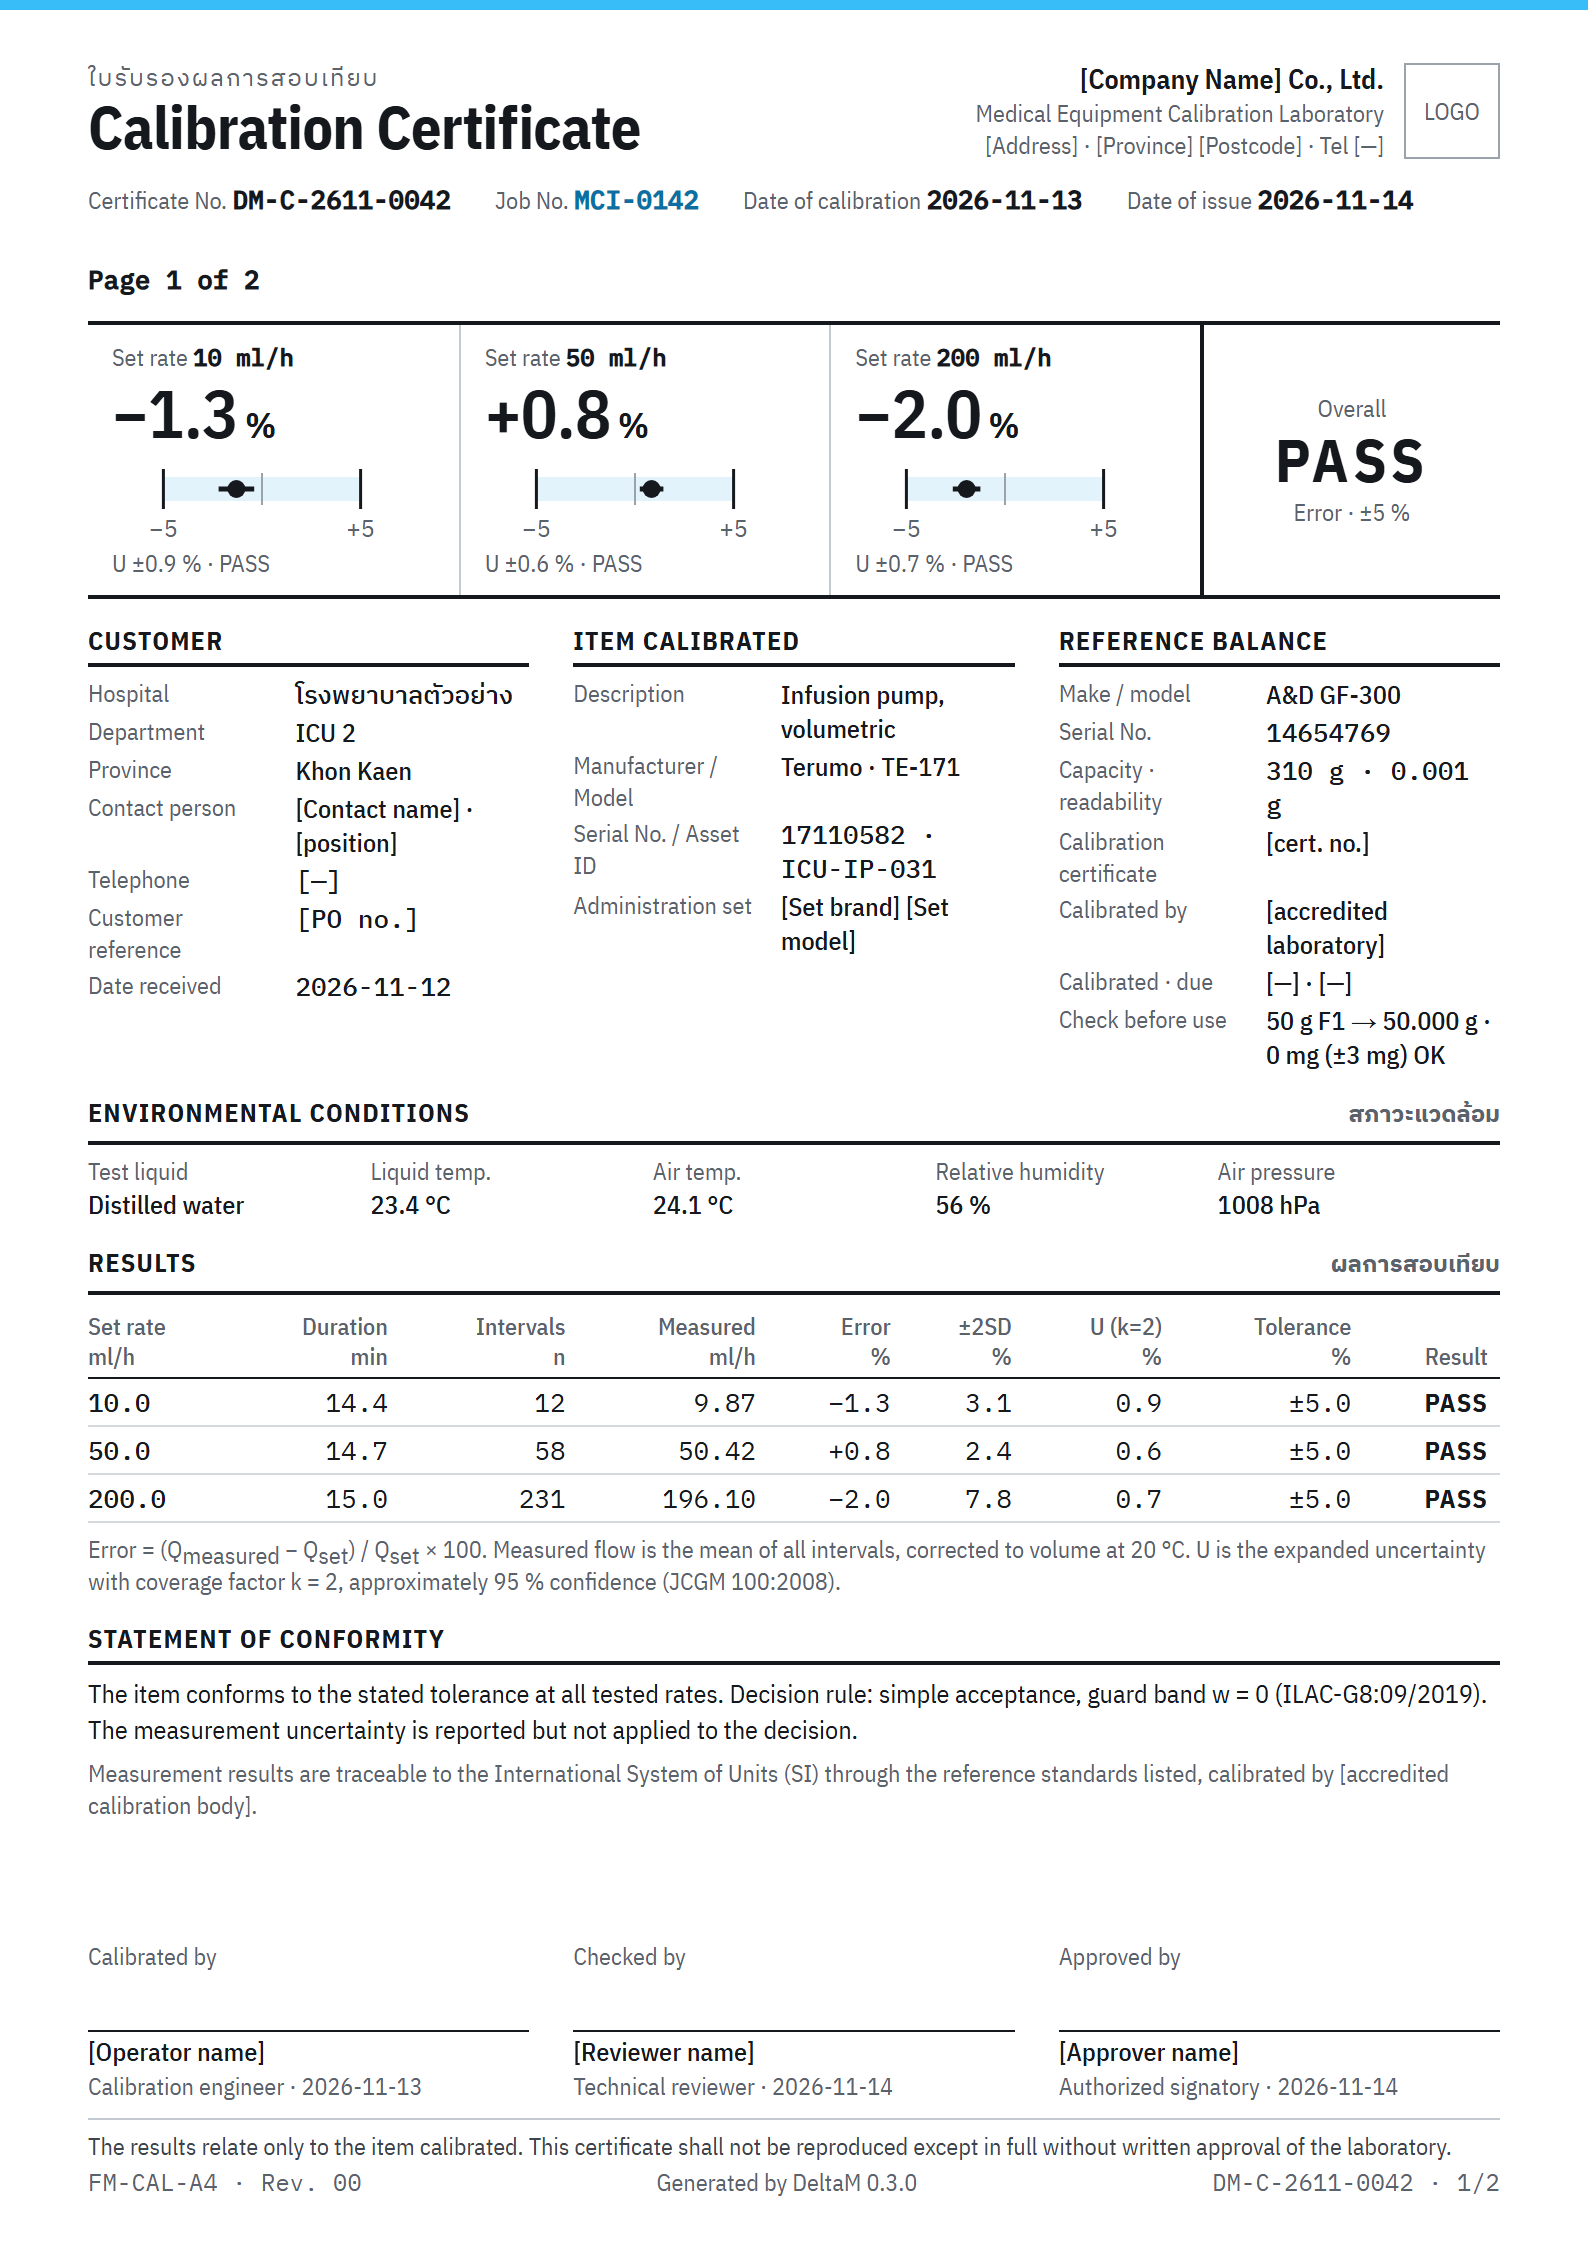 ใบรับรองผลการสอบเทียบ
Calibration Certificate
[Company Name] Co., Ltd.
Medical Equipment Calibration Laboratory
[Address] · [Province] [Postcode] · Tel [—]
LOGO
Certificate No. DM-C-2611-0042 Job No. MCI-0142 Date of calibration 2026-11-13 Date of issue 2026-11-14
Page 1 of 2
Set rate 10 ml/h
−1.3 %
−5 +5
U ±0.9 % · PASS
Set rate 50 ml/h
+0.8 %
−5 +5
U ±0.6 % · PASS
Set rate 200 ml/h
−2.0 %
−5 +5
U ±0.7 % · PASS
Overall
PASS
Error · ±5 %
CUSTOMER
Hospital โรงพยาบาลตัวอย่าง
Department ICU 2
Province Khon Kaen
Contact person [Contact name] ·
[position]
Telephone [—]
Customer [PO no.]
reference
Date received 2026-11-12
ITEM CALIBRATED
Description Infusion pump,
volumetric
Manufacturer / Terumo · TE-171
Model
Serial No. / Asset 17110582 ·
ID ICU-IP-031
Administration set [Set brand] [Set
model]
REFERENCE BALANCE
Make / model A&D GF-300
Serial No. 14654769
Capacity · 310 g · 0.001
readability g
Calibration [cert. no.]
certificate
Calibrated by [accredited
laboratory]
Calibrated · due [—] · [—]
Check before use 50 g F1 → 50.000 g ·
0 mg (±3 mg) OK
ENVIRONMENTAL CONDITIONS สภาวะแวดล้อม
Test liquid Liquid temp. Air temp. Relative humidity Air pressure
Distilled water 23.4 °C 24.1 °C 56 % 1008 hPa
RESULTS ผลการสอบเทียบ
Set rate Duration Intervals Measured Error ±2SD U (k=2) Tolerance
ml/h min n ml/h % % % % Result
10.0 14.4 12 9.87 −1.3 3.1 0.9 ±5.0 PASS
50.0 14.7 58 50.42 +0.8 2.4 0.6 ±5.0 PASS
200.0 15.0 231 196.10 −2.0 7.8 0.7 ±5.0 PASS
Error = (Qmeasured − Qset) / Qset × 100. Measured flow is the mean of all intervals, corrected to volume at 20 °C. U is the expanded uncertainty
with coverage factor k = 2, approximately 95 % confidence (JCGM 100:2008).
STATEMENT OF CONFORMITY
The item conforms to the stated tolerance at all tested rates. Decision rule: simple acceptance, guard band w = 0 (ILAC-G8:09/2019).
The measurement uncertainty is reported but not applied to the decision.
Measurement results are traceable to the International System of Units (SI) through the reference standards listed, calibrated by [accredited
calibration body].
Calibrated by Checked by Approved by
[Operator name] [Reviewer name] [Approver name]
Calibration engineer · 2026-11-13 Technical reviewer · 2026-11-14 Authorized signatory · 2026-11-14
The results relate only to the item calibrated. This certificate shall not be reproduced except in full without written approval of the laboratory.
FM-CAL-A4 · Rev. 00 Generated by DeltaM 0.3.0 DM-C-2611-0042 · 1/2